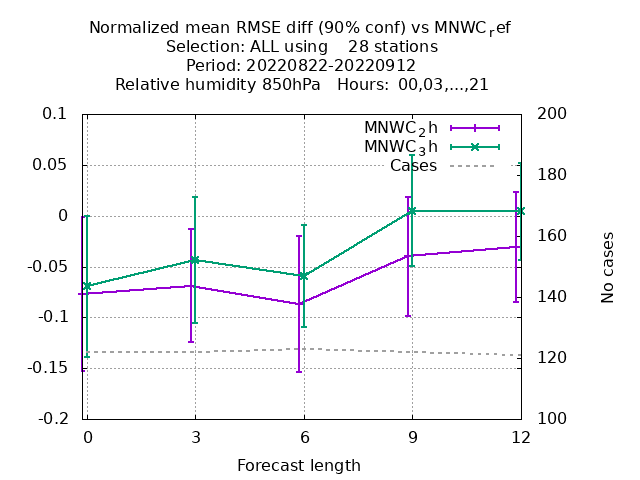 Normalized mean RMSE diff (90% conf) vs MNWC_ref
Selection: ALL using 28 stations
Period: 20220822-20220912
Relative humidity 850hPa Hours: 00,03,...,21
0.1
0.05
0
-0.05
-0.1
-0.15
-0.2
200
180
160
140
120
100
MNWC_2h
MNWC_3h
Cases
No cases
0 3 6 9 12
Forecast length